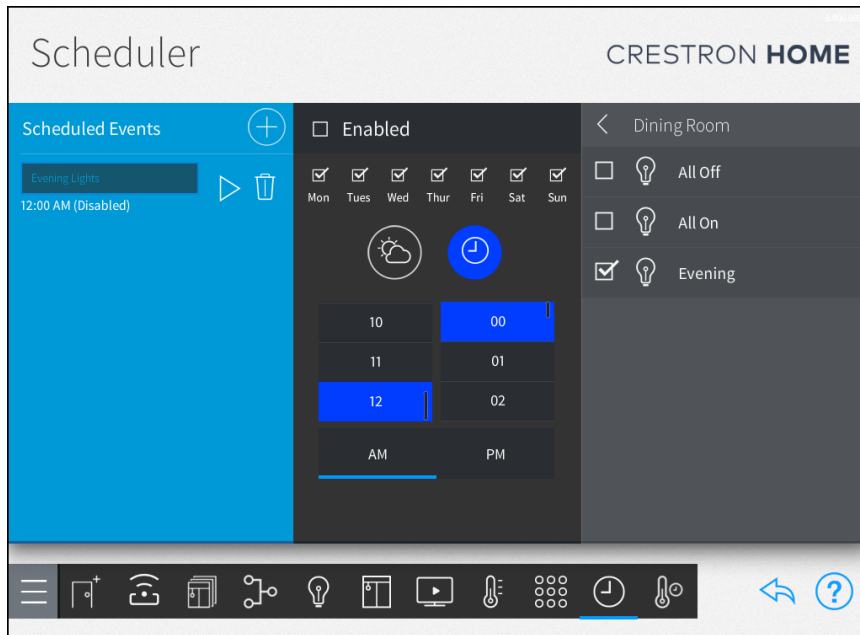 Scheduler
CRESTRON HOME
Scheduled Events
Evening Lights
12:00 AM (Disabled)
Enabled
Mon Tues Wed Thur Fri Sat Sun
10 00
11 01
12 02
AM PM
Dining Room
All Off
All On
Evening
?